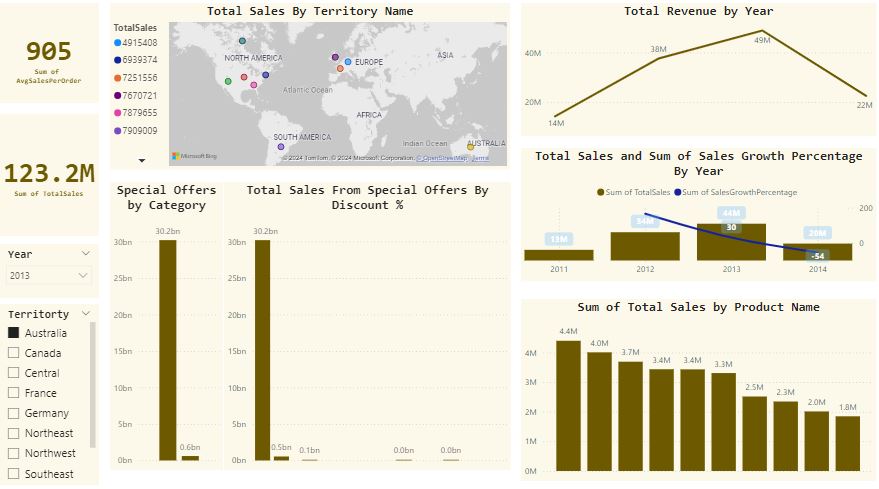 905
Sum of
AvgSalesPerOrder
123.2M
Sum of TotalSales
Year
2013
Territorty
Australia
Canada
Central
France
Germany
Northeast
Northwest
Southeast
Total Sales By Territory Name
TotalSales
4915408
6939374
7251556
7670721
7879655
7909009
NORTH AMERICA
EUROPE
ASIA
Atlantic Ocean
AFRICA
SOUTH AMERICA
Indian Ocean
AUSTRALIA
Microsoft Bing
© 2024 TomTom, © 2024 Microsoft Corporation, © OpenStreetMap Terms
Special Offers
by Category
30.2bn
30bn
25bn
20bn
15bn
10bn
5bn
0bn
0.6bn
Total Sales From Special Offers By
Discount %
30.2bn
30bn
25bn
20bn
15bn
10bn
5bn
0bn
0.5bn
0.1bn
0.0bn
0.0bn
Total Revenue by Year
40M
20M
14M
38M
49M
22M
Total Sales and Sum of Sales Growth Percentage
By Year
Sum of TotalSales
Sum of SalesGrowthPercentage
13M
34M
44M
30
20M
-54
200
0
2011
2012
2013
2014
Sum of Total Sales by Product Name
4M
3M
2M
1M
0M
4.4M
4.0M
3.7M
3.4M
3.4M
3.3M
2.5M
2.3M
2.0M
1.8M